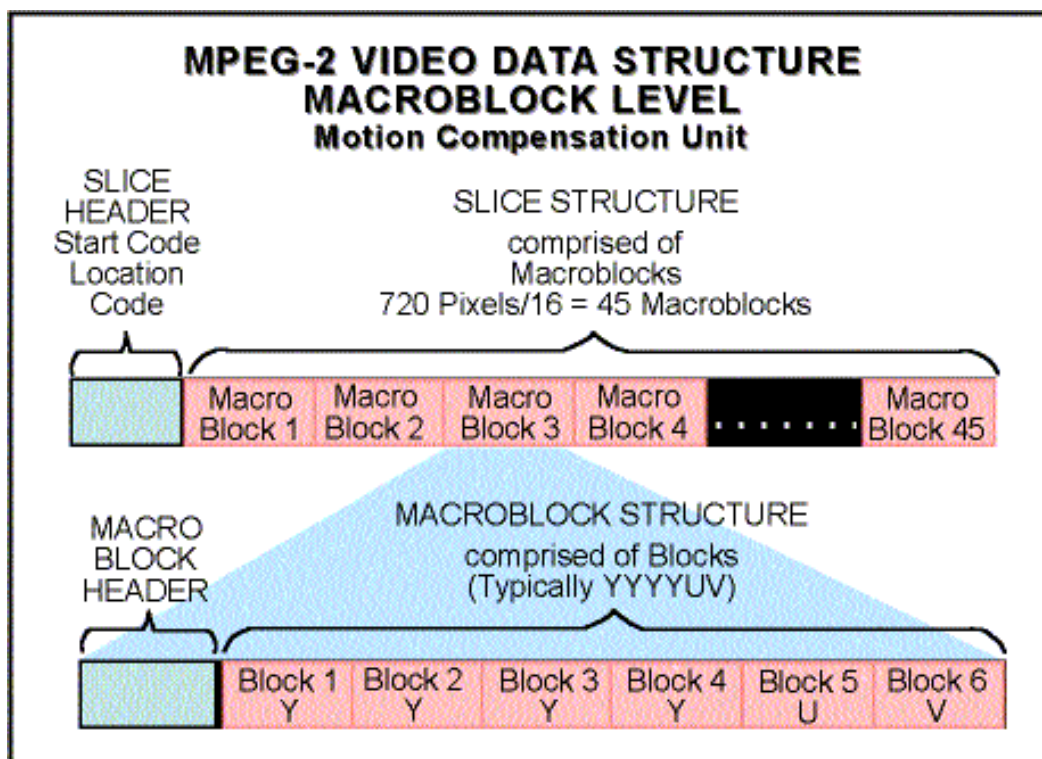 MPEG-2 VIDEO DATA STRUCTURE
MACROBLOCK LEVEL
Motion Compensation Unit
SLICE
HEADER
Start Code
Location
Code
SLICE STRUCTURE
comprised of
Macroblocks
720 Pixels/16 = 45 Macroblocks
Macro
Block 1
Macro
Block 2
Macro
Block 3
Macro
Block 4
.......
Macro
Block 45
MACRO
BLOCK
HEADER
MACROBLOCK STRUCTURE
comprised of Blocks
(Typically YYYYUV)
Block 1
Y
Block 2
Y
Block 3
Y
Block 4
Y
Block 5
U
Block 6
V